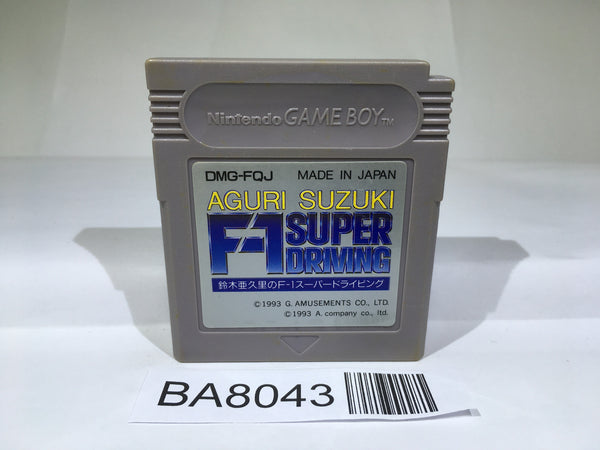 Nintendo GAME BOY TM
DMG-FQJ MADE IN JAPAN
AGURI SUZUKI
F-1 SUPER
DRIVING
鈴木亜久里のF-1スーパードライビング
©1993 G. AMUSEMENTS CO., LTD.
©1993 A. company co., ltd.
BA8043